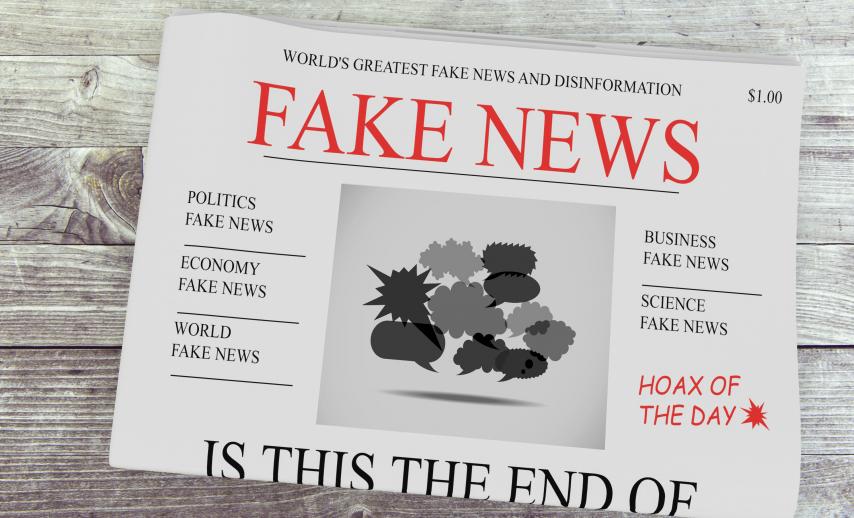 WORLD'S GREATEST FAKE NEWS AND DISINFORMATION
$1.00
FAKE NEWS
POLITICS
FAKE NEWS
ECONOMY
FAKE NEWS
WORLD
FAKE NEWS
BUSINESS
FAKE NEWS
SCIENCE
FAKE NEWS
HOAX OF
THE DAY
IS THIS THE END OF